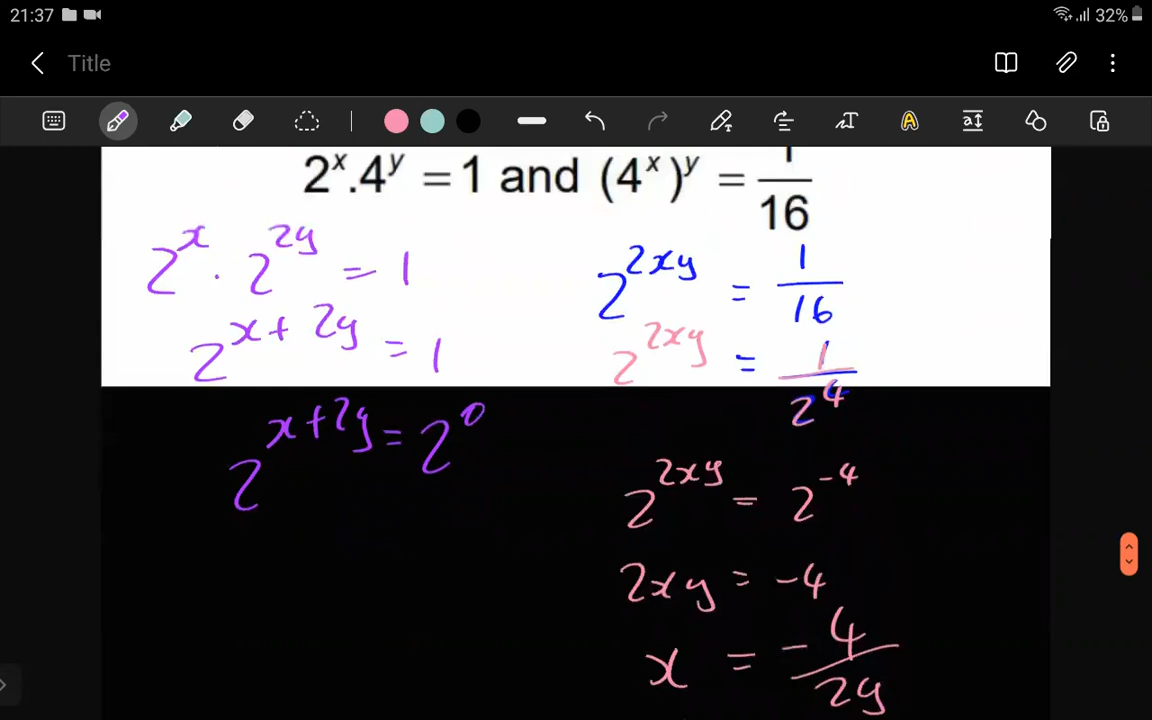 21:37 32%
Title
2^x.4^y = 1 and (4^x)^y = 1/16
2^x . 2^2y = 1
2^x+2y = 1
2^x+2y = 2^0
2^2xy = 1/16
2^2xy = 1/2^4
2^2xy = 2^-4
2xy = -4
x = -4/2y